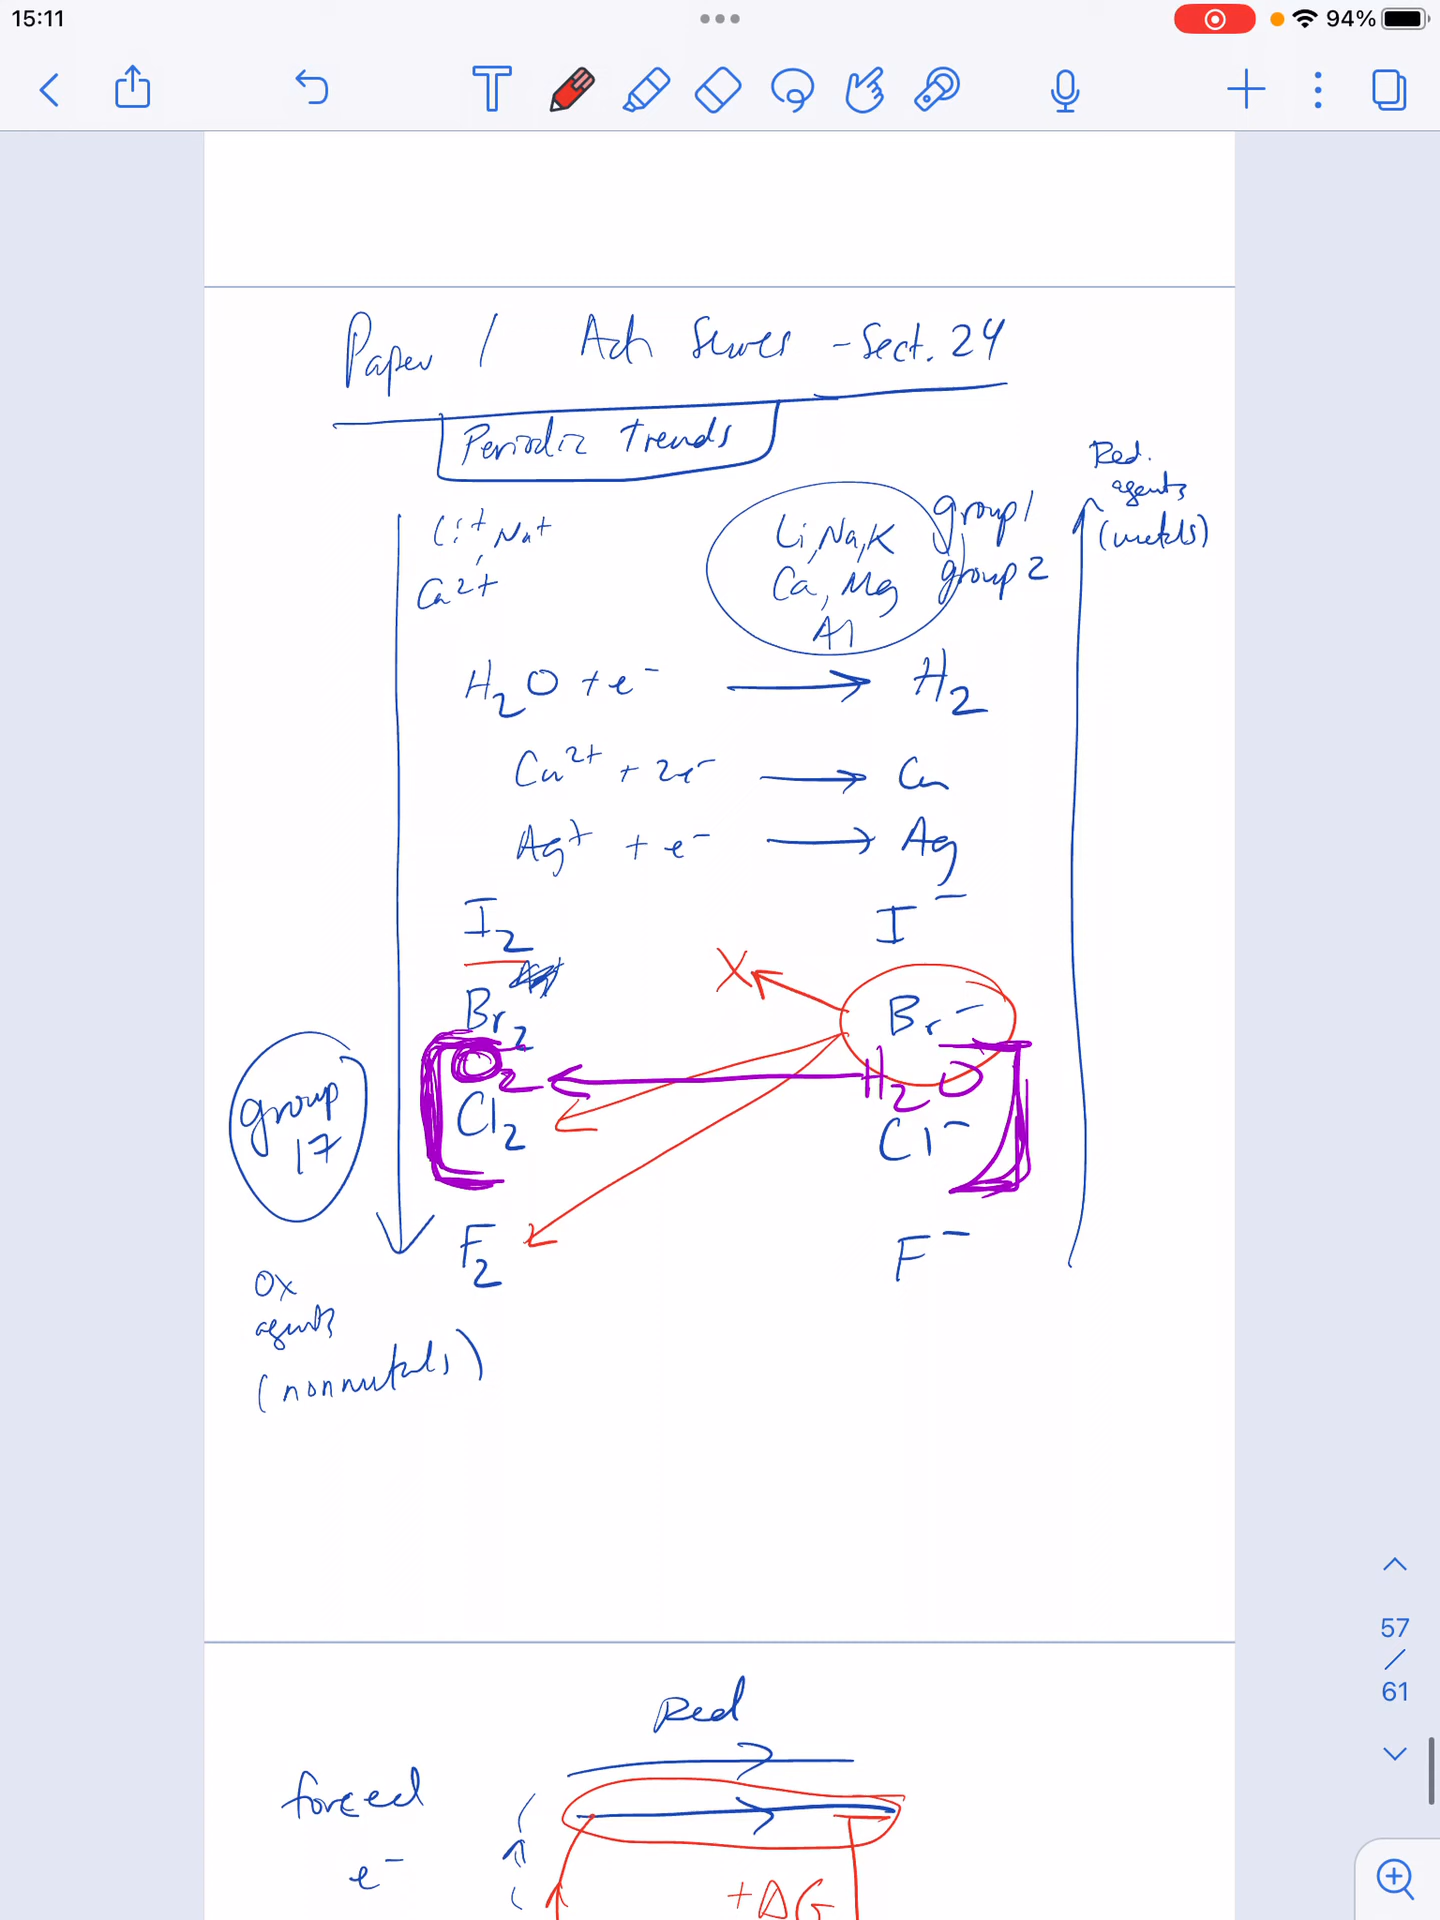 15:11
94%
T
Paper 1 Act Series - Sect. 24
Periodic Trends
Red.
agents
(metals)
Li+, Na+
Ca2+
Li, Na, K group 1
Ca, Mg group 2
Al
H2O + e- → H2
Cu2+ + 2e- → Cu
Ag+ + e- → Ag
I2 I-
X
Br2 Br-
O2 H2O
Cl2 Cl-
group
17
F2 F-
Ox
agents
(nonmetals)
57
/
61
Red
forced
e-
+ΔG